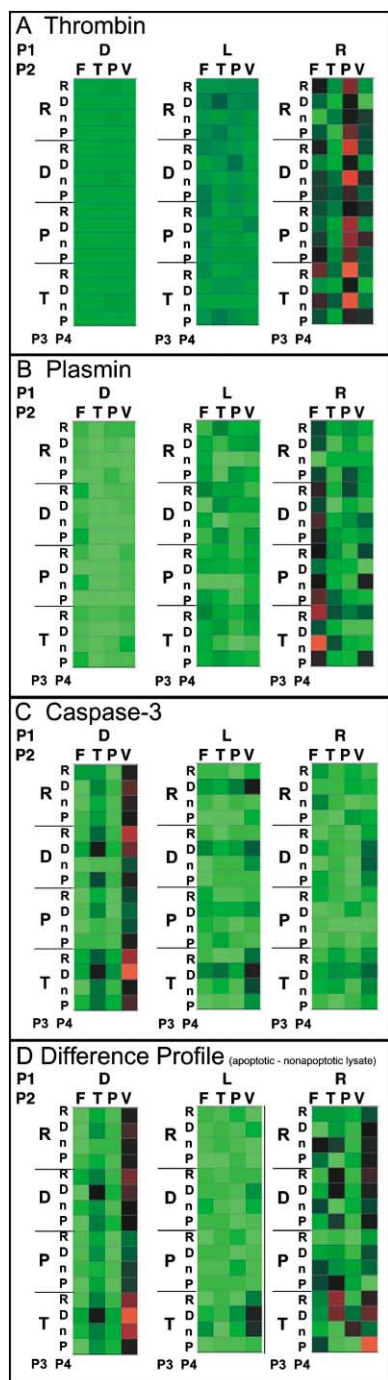 A Thrombin
P1 D L R
P2 F T P V F T P V F T P V
R R D n P R R D n P R R D n P
D R D n P D R D n P D R D n P
P R D n P P R D n P P R D n P
T R D n P T R D n P T R D n P
P3 P4 P3 P4 P3 P4
B Plasmin
P1 D L R
P2 F T P V F T P V F T P V
R R D n P R R D n P R R D n P
D R D n P D R D n P D R D n P
P R D n P P R D n P P R D n P
T R D n P T R D n P T R D n P
P3 P4 P3 P4 P3 P4
C Caspase-3
P1 D L R
P2 F T P V F T P V F T P V
R R D n P R R D n P R R D n P
D R D n P D R D n P D R D n P
P R D n P P R D n P P R D n P
T R D n P T R D n P T R D n P
P3 P4 P3 P4 P3 P4
D Difference Profile (apoptotic - nonapoptotic lysate)
P1 D L R
P2 F T P V F T P V F T P V
R R D n P R R D n P R R D n P
D R D n P D R D n P D R D n P
P R D n P P R D n P P R D n P
T R D n P T R D n P T R D n P
P3 P4 P3 P4 P3 P4